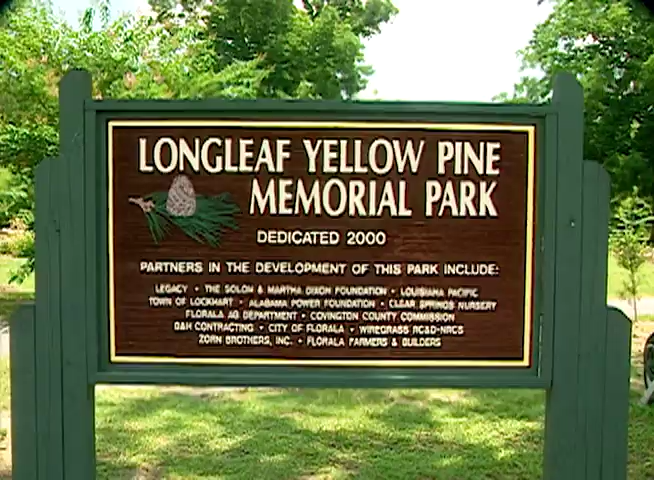 LONGLEAF YELLOW PINE
MEMORIAL PARK
DEDICATED 2000
PARTNERS IN THE DEVELOPMENT OF THIS PARK INCLUDE:
LEGACY • THE SOLON & MARTHA DIXON FOUNDATION • LOUISIANA PACIFIC
TOWN OF LOCKHART • ALABAMA POWER FOUNDATION • CLEAR SPRINGS NURSERY
FLORALA AG DEPARTMENT • COVINGTON COUNTY COMMISSION
G&H CONTRACTING • CITY OF FLORALA • WIREGRASS RC&D-NRCS
ZORN BROTHERS, INC. • FLORALA FARMERS & BUILDERS